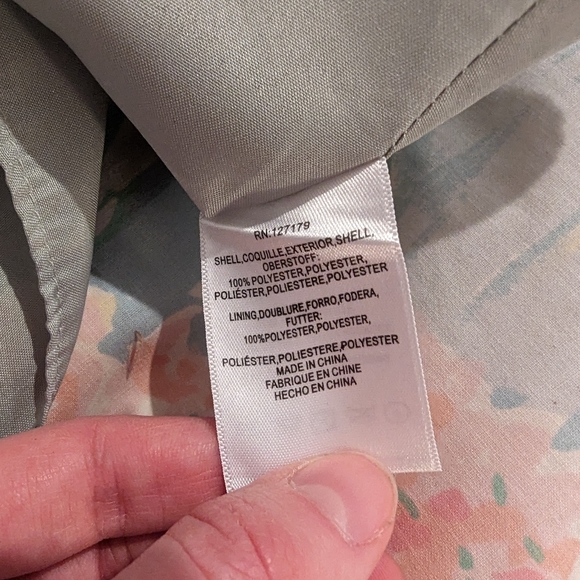 RN:127179
SHELL,COQUILLE,EXTERIOR,SHELL,
OBERSTOFF:
100%POLYESTER,POLYESTER,
POLIÉSTER,POLIESTERE,POLYESTER
LINING,DOUBLURE,FORRO,FODERA,
FUTTER:
100%POLYESTER,POLYESTER,
POLIÉSTER,POLIESTERE,POLYESTER
MADE IN CHINA
FABRIQUE EN CHINE
HECHO EN CHINA